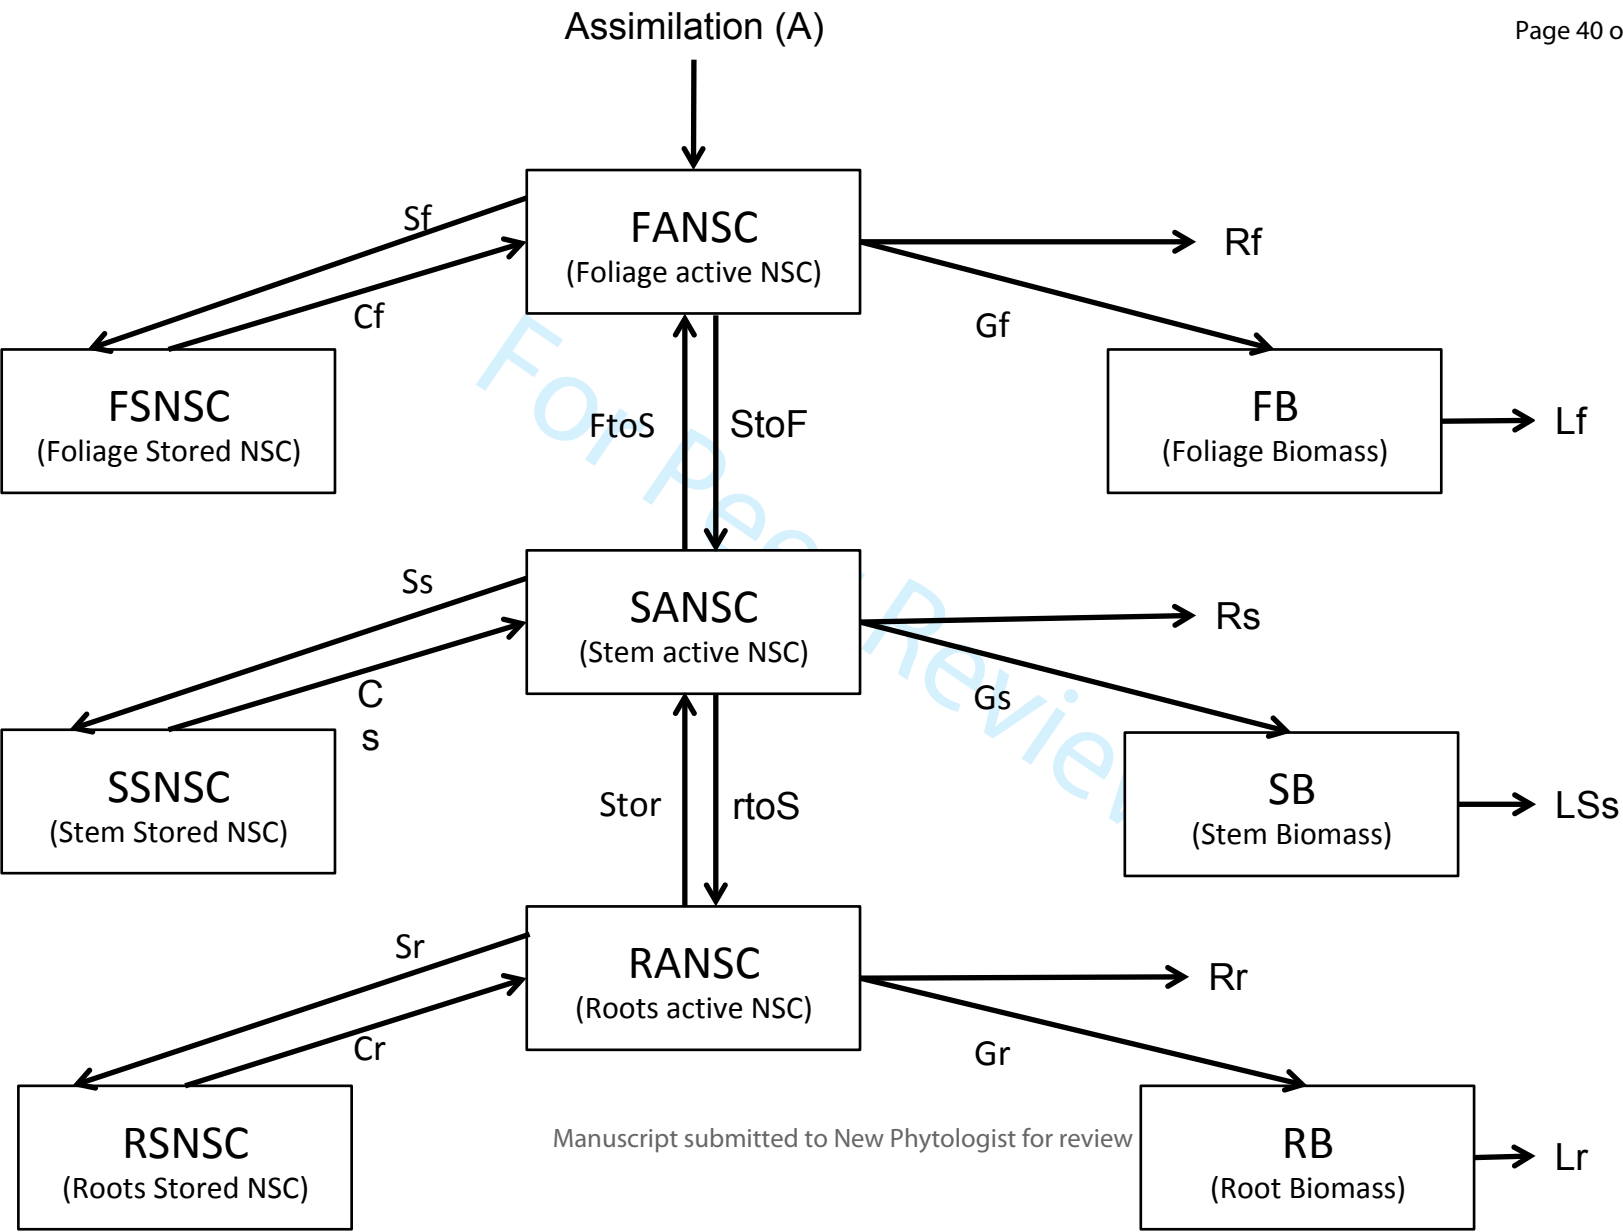 Assimilation (A)
Page 40 o
FANSC
(Foliage active NSC)
Sf
Cf
Rf
Gf
FSNSC
(Foliage Stored NSC)
FtoS
StoF
FB
(Foliage Biomass)
Lf
For Peer Review
Ss
C
s
SANSC
(Stem active NSC)
Rs
Gs
SSNSC
(Stem Stored NSC)
Stor
rtoS
SB
(Stem Biomass)
LSs
Sr
Cr
RANSC
(Roots active NSC)
Rr
Gr
RSNSC
(Roots Stored NSC)
Manuscript submitted to New Phytologist for review
RB
(Root Biomass)
Lr